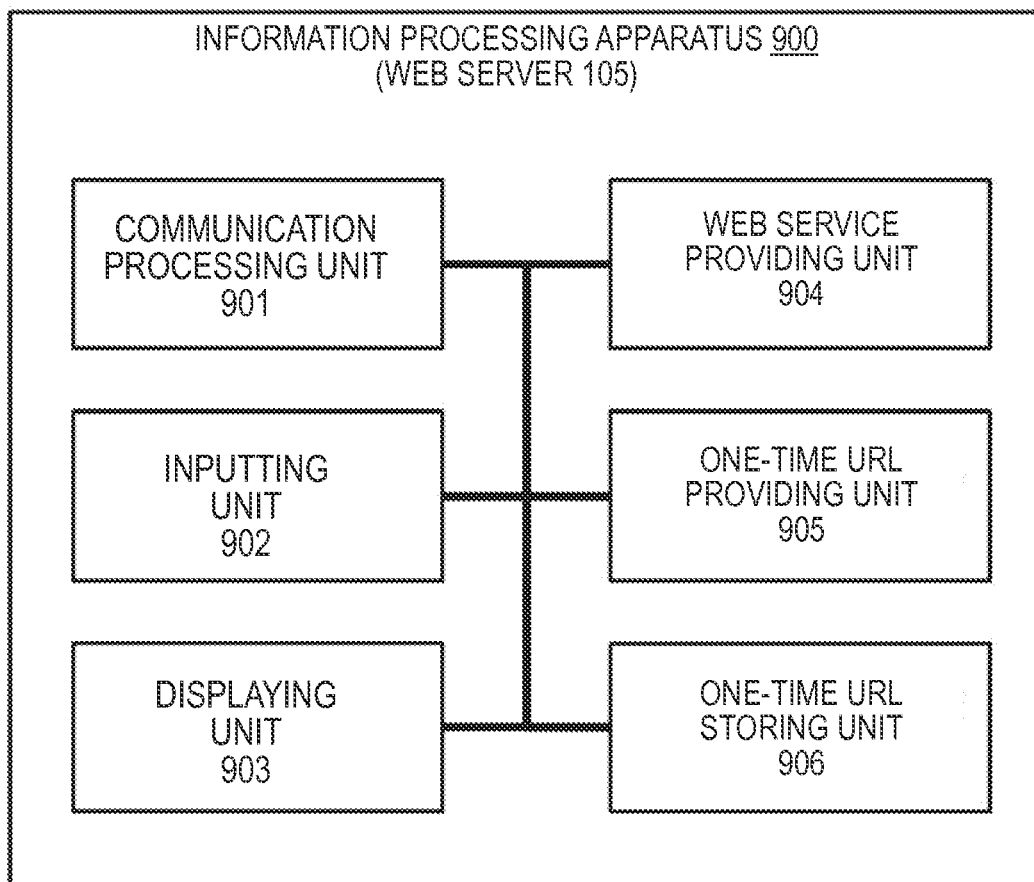 INFORMATION PROCESSING APPARATUS 900
(WEB SERVER 105)
COMMUNICATION
PROCESSING UNIT
901
WEB SERVICE
PROVIDING UNIT
904
INPUTTING
UNIT
902
ONE-TIME URL
PROVIDING UNIT
905
DISPLAYING
UNIT
903
ONE-TIME URL
STORING UNIT
906